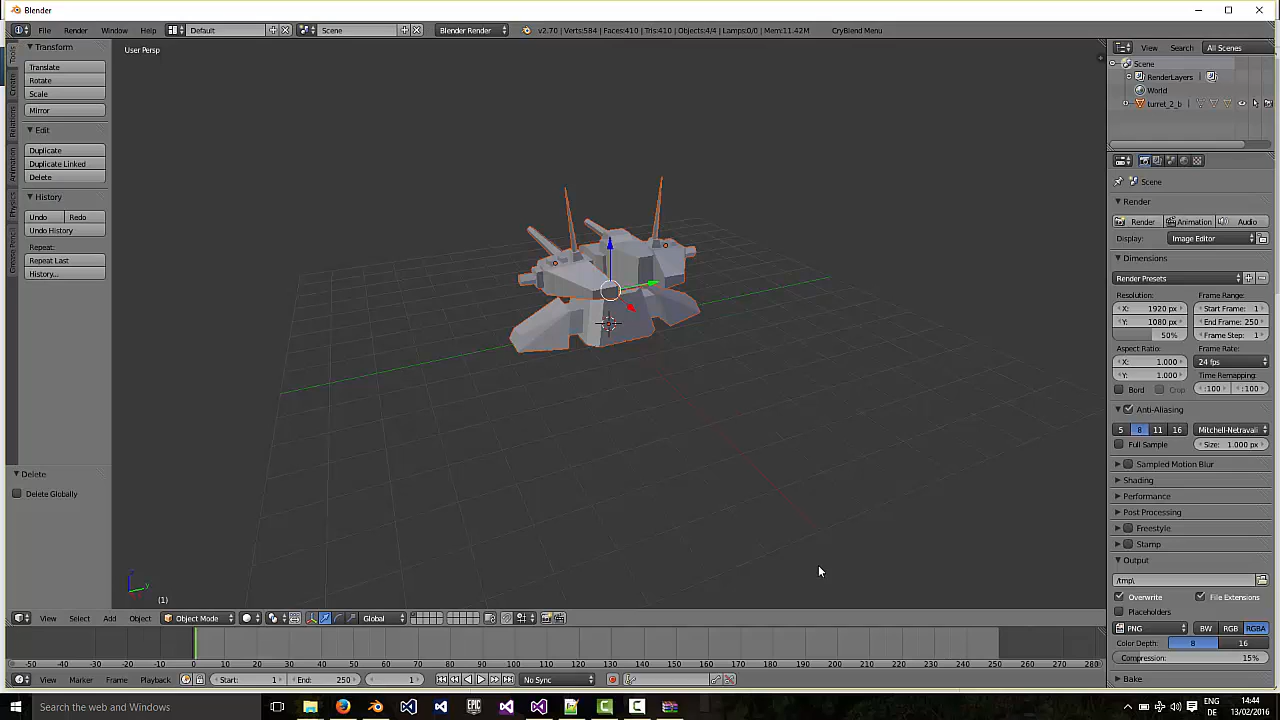 Blender
File Render Window Help Default Scene Blender Render v2.70 | Verts:584 | Faces:410 | Tris:410 | Objects:4/4 | Lamps:0/0 | Mem:11.42M CryBlend Menu
Tools
Create
Relations
Animation
Physics
Grease Pencil
Transform
Translate
Rotate
Scale
Mirror
Edit
Duplicate
Duplicate Linked
Delete
History
Undo Redo
Undo History
Repeat:
Repeat Last
History...
Delete
Delete Globally
User Persp
(1)
View Select Add Object Object Mode Global
-50 -40 -30 -20 -10 0 10 20 30 40 50 60 70 80 90 100 110 120 130 140 150 160 170 180 190 200 210 220 230 240 250 260 270 280
View Marker Frame Playback Start: 1 End: 250 1 No Sync
View Search All Scenes
Scene
RenderLayers
World
turret_2_b
Scene
Render
Render Animation Audio
Display: Image Editor
Dimensions
Render Presets
Resolution: Frame Range:
X: 1920 px Start Frame: 1
Y: 1080 px End Frame: 250
50% Frame Step: 1
Aspect Ratio: Frame Rate:
X: 1.000 24 fps
Y: 1.000 Time Remapping:
Bord Crop :100 :100
Anti-Aliasing
5 8 11 16 Mitchell-Netravali
Full Sample Size: 1.000 px
Sampled Motion Blur
Shading
Performance
Post Processing
Freestyle
Stamp
Output
/tmp\
Overwrite File Extensions
Placeholders
PNG BW RGB RGBA
Color Depth: 8 16
Compression: 15%
Bake
Search the web and Windows
ENG 14:44
DE 13/02/2016